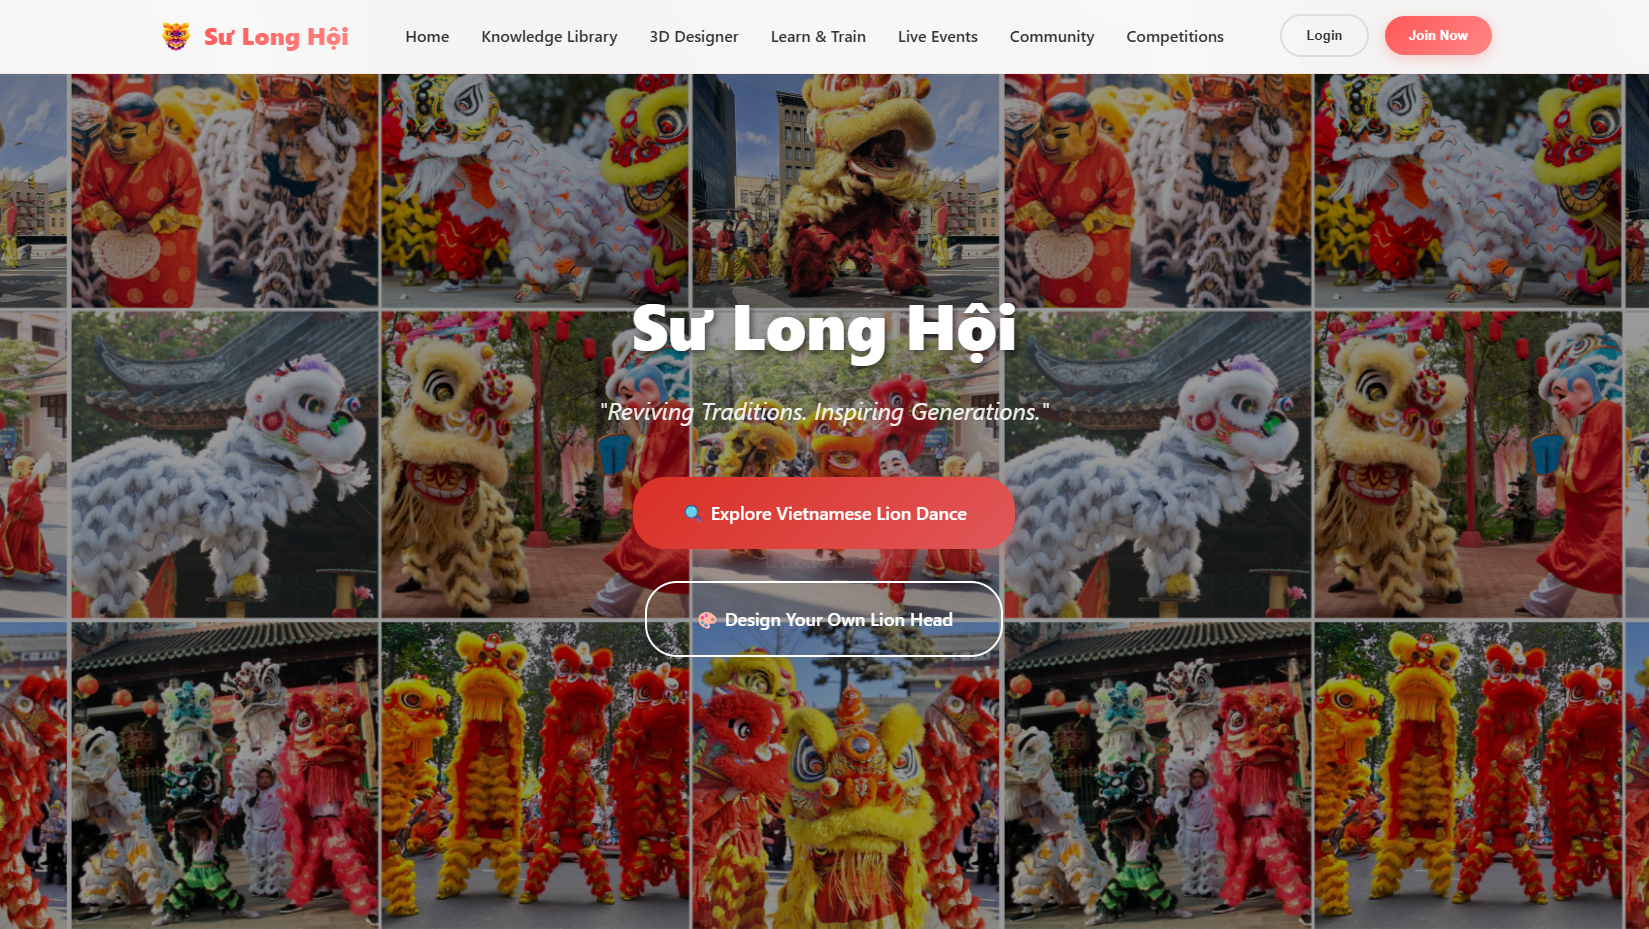 Sư Long Hội
Home
Knowledge Library
3D Designer
Learn & Train
Live Events
Community
Competitions
Login
Join Now
Sư Long Hội
"Reviving Traditions. Inspiring Generations."
🔍 Explore Vietnamese Lion Dance
🎨 Design Your Own Lion Head